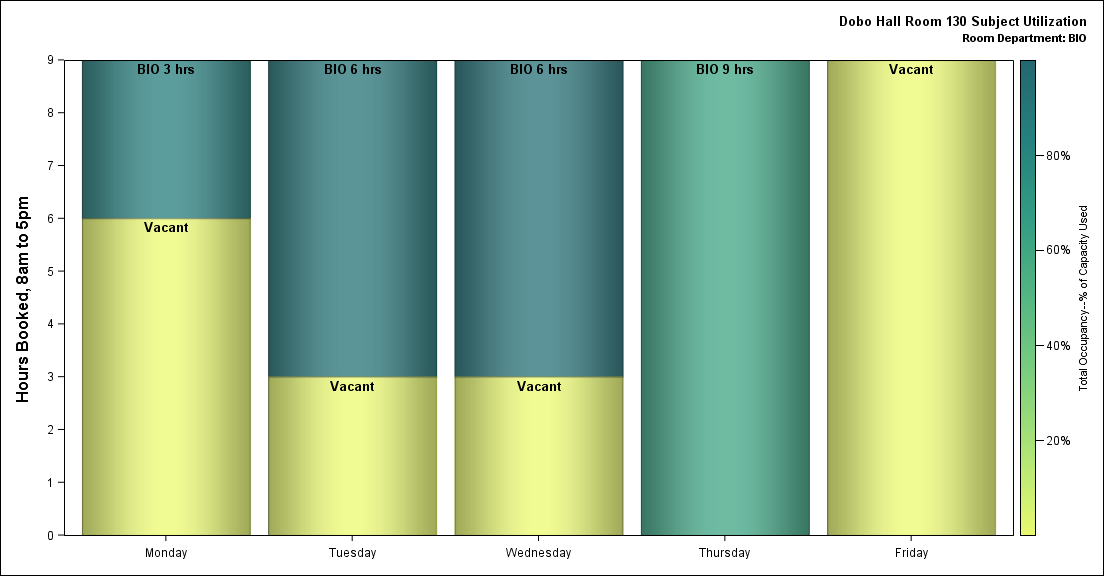 Dobo Hall Room 130 Subject Utilization
Room Department: BIO
Hours Booked, 8am to 5pm
9
8
7
6
5
4
3
2
1
0
BIO 3 hrs
Vacant
BIO 6 hrs
Vacant
BIO 6 hrs
Vacant
BIO 9 hrs
Vacant
Monday
Tuesday
Wednesday
Thursday
Friday
80%
60%
40%
20%
Total Occupancy--% of Capacity Used